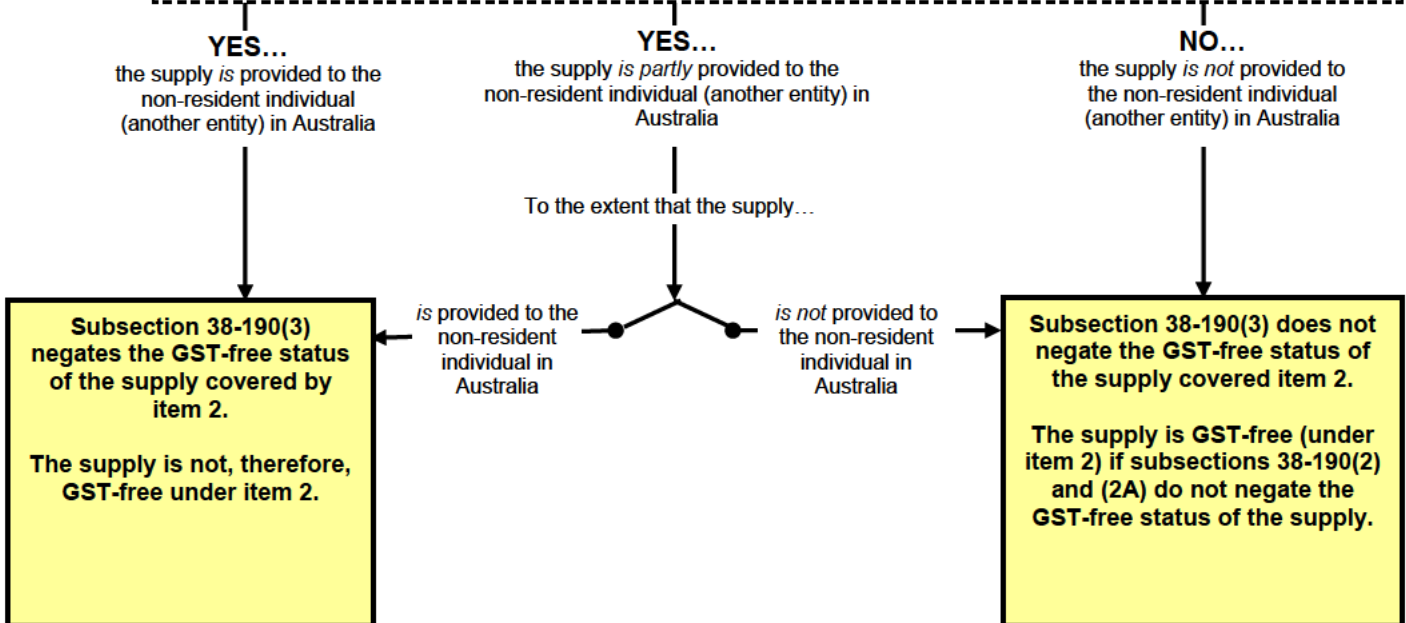 YES…
the supply is provided to the
non-resident individual
(another entity) in Australia
YES…
the supply is partly provided to the
non-resident individual (another entity) in
Australia
NO…
the supply is not provided to
the non-resident individual
(another entity) in Australia
To the extent that the supply…
is provided to the
non-resident
individual in
Australia
is not provided to
the non-resident
individual in
Australia
Subsection 38-190(3)
negates the GST-free status
of the supply covered by
item 2.
The supply is not, therefore,
GST-free under item 2.
Subsection 38-190(3) does not
negate the GST-free status of
the supply covered item 2.
The supply is GST-free (under
item 2) if subsections 38-190(2)
and (2A) do not negate the
GST-free status of the supply.